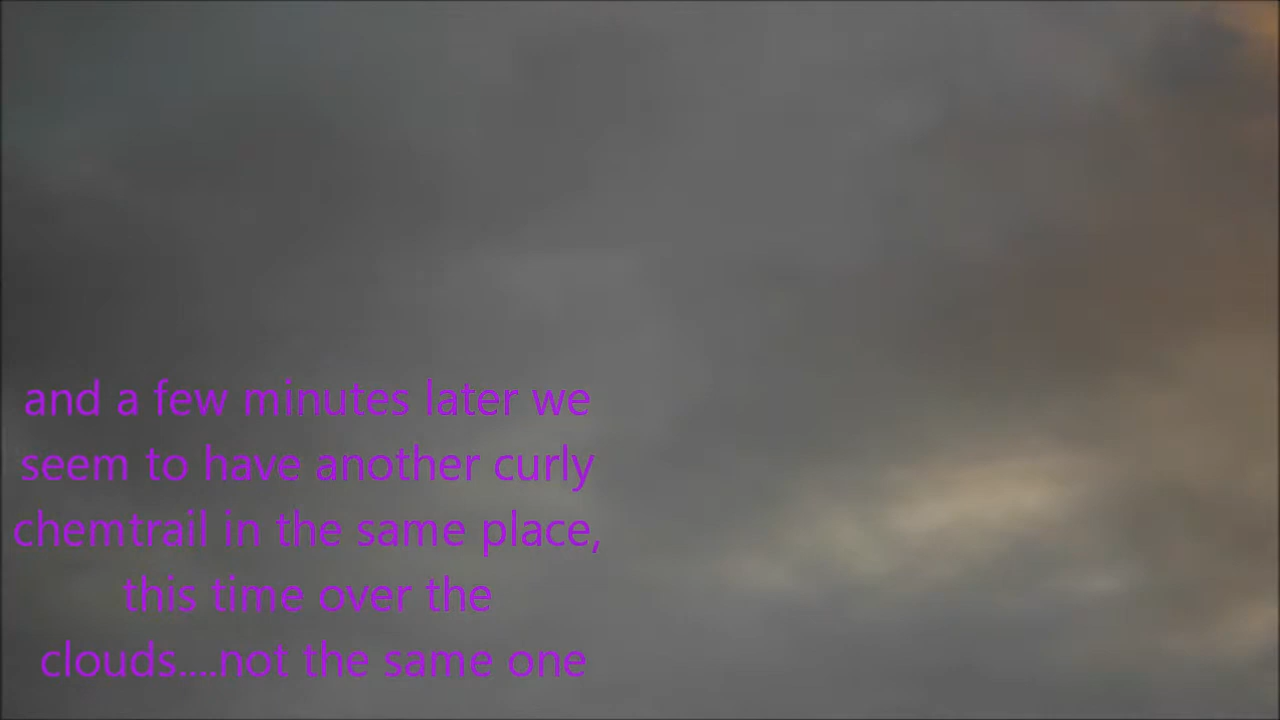 and a few minutes later we
seem to have another curly
chemtrail in the same place,
this time over the
clouds....not the same one